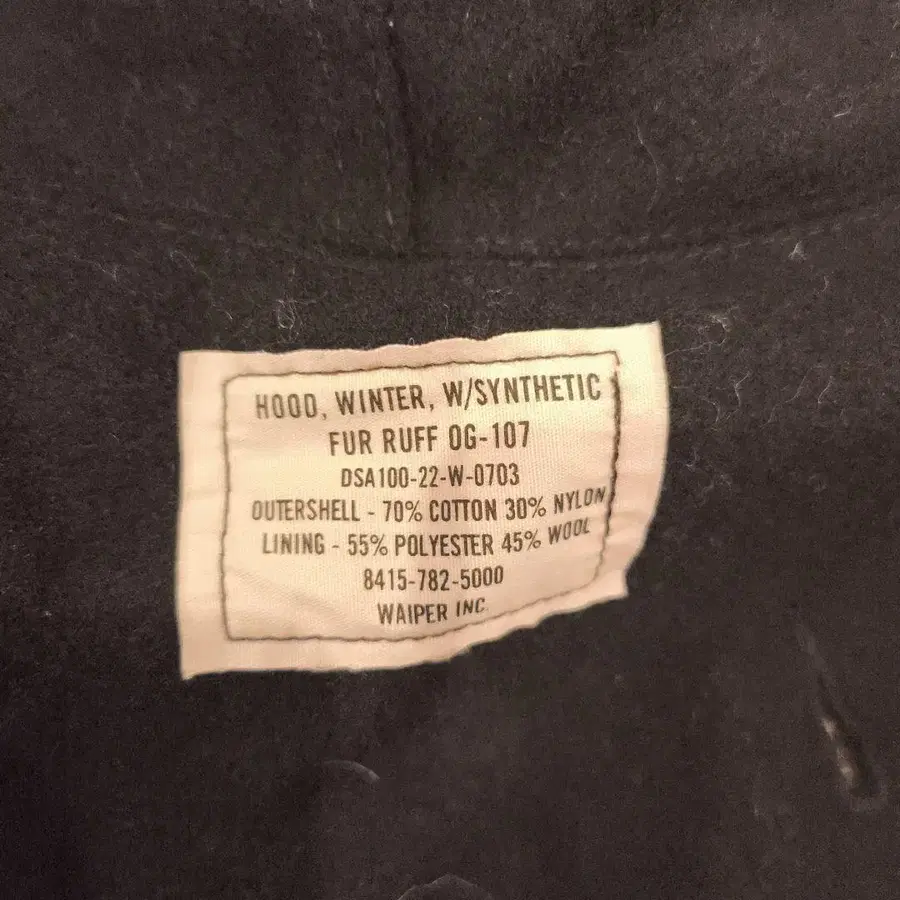 HOOD, WINTER, W/SYNTHETIC
FUR RUFF OG-107
DSA100-22-W-0703
OUTERSHELL - 70% COTTON 30% NYLON
LINING - 55% POLYESTER 45% WOOL
8415-782-5000
WAIPER INC